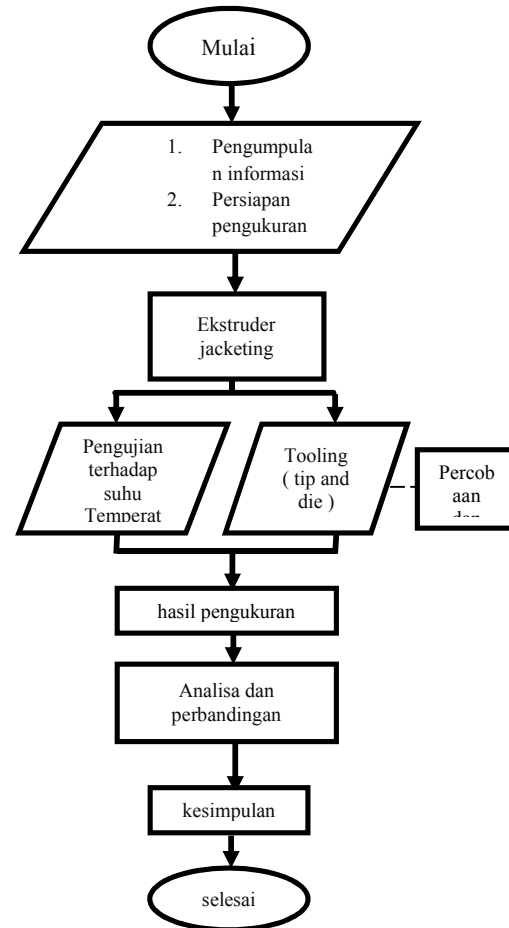 Mulai
1. Pengumpula
n informasi
2. Persiapan
pengukuran
Ekstruder
jacketing
Pengujian
terhadap
suhu
Temperat
Tooling
( tip and
die )
Percob
aan
hasil pengukuran
Analisa dan
perbandingan
kesimpulan
selesai